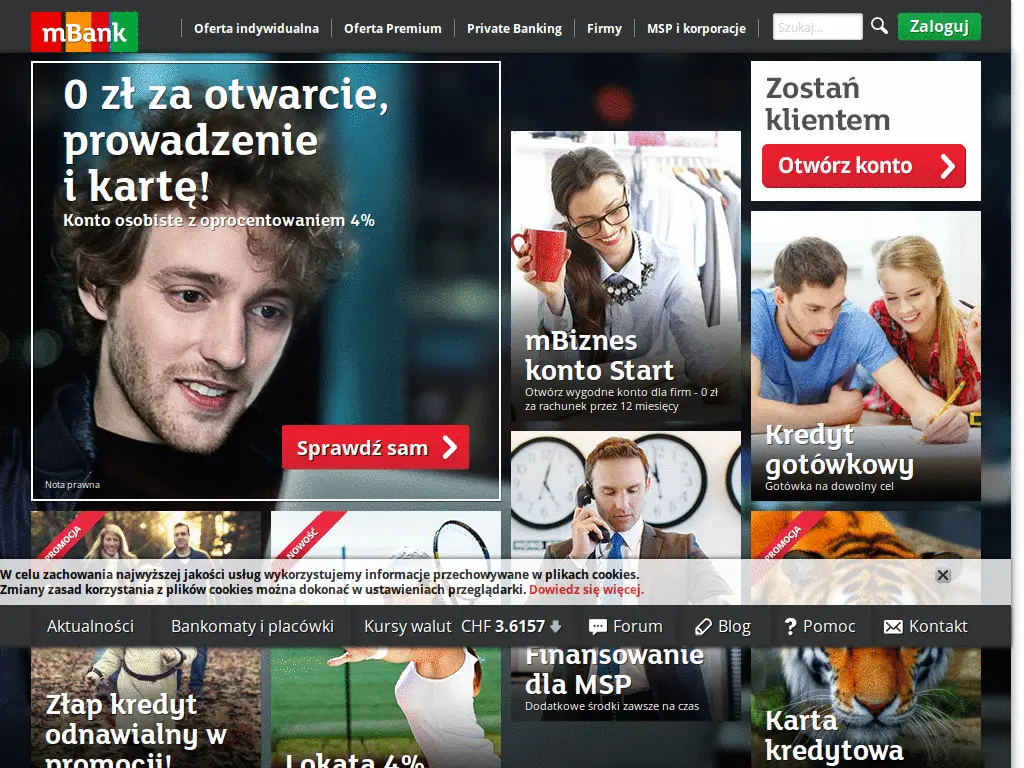 mBank
Oferta indywidualna
Oferta Premium
Private Banking
Firmy
MSP i korporacje
Szukaj...
Zaloguj
0 zł za otwarcie,
prowadzenie
i kartę!
Konto osobiste z oprocentowaniem 4%
Sprawdź sam
Nota prawna
mBiznes
konto Start
Otwórz wygodne konto dla firm - 0 zł
za rachunek przez 12 miesięcy
Zostań
klientem
Otwórz konto
Kredyt
gotówkowy
Gotówka na dowolny cel
PROMOCJA
NOWOŚĆ
PROMOCJA
W celu zachowania najwyższej jakości usług wykorzystujemy informacje przechowywane w plikach cookies.
Zmiany zasad korzystania z plików cookies można dokonać w ustawieniach przeglądarki. Dowiedz się więcej.
Aktualności
Bankomaty i placówki
Kursy walut CHF 3.6157
Forum
Blog
Pomoc
Kontakt
Złap kredyt
odnawialny w
promocji!
Lokata 4%
Finansowanie
dla MSP
Dodatkowe środki zawsze na czas
Karta
kredytowa